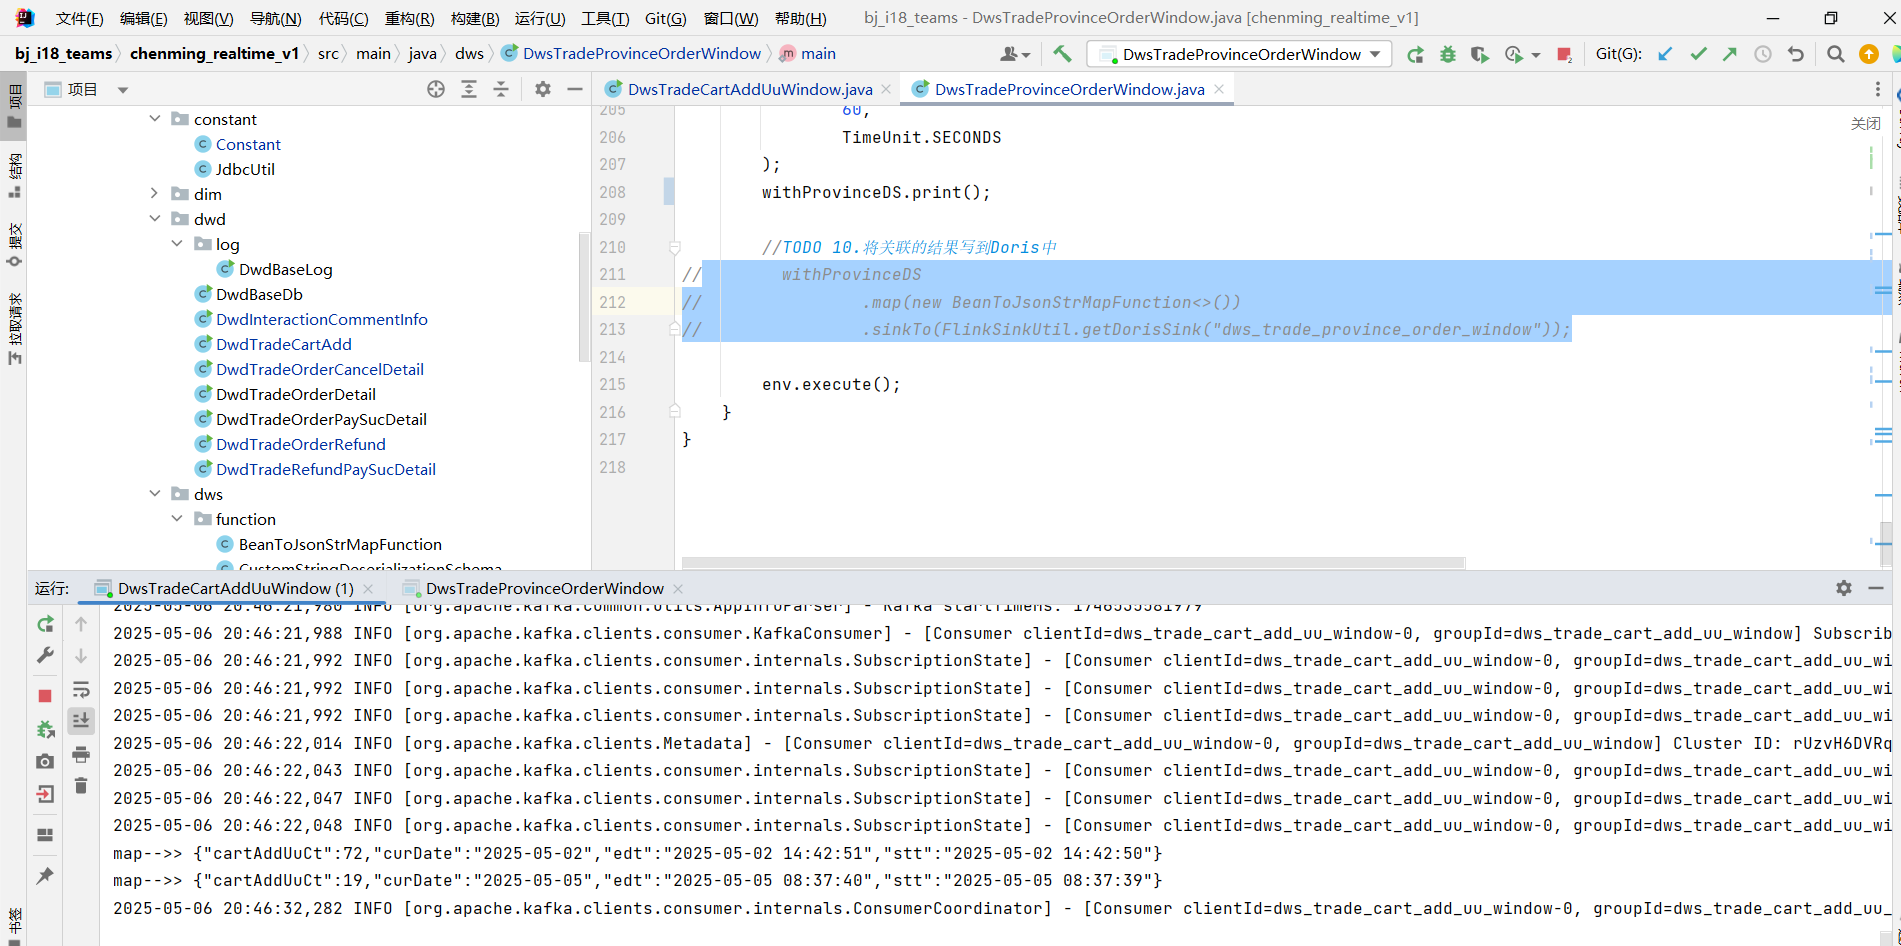 文件(F) 编辑(E) 视图(V) 导航(N) 代码(C) 重构(R) 构建(B) 运行(U) 工具(T) Git(G) 窗口(W) 帮助(H) bj_i18_teams - DwsTradeProvinceOrderWindow.java [chenming_realtime_v1]
bj_i18_teams chenming_realtime_v1 src main java dws DwsTradeProvinceOrderWindow main DwsTradeProvinceOrderWindow Git(G):
项目
结构
提交
拉取请求
书签
项目
constant
Constant
JdbcUtil
dim
dwd
log
DwdBaseLog
DwdBaseDb
DwdInteractionCommentInfo
DwdTradeCartAdd
DwdTradeOrderCancelDetail
DwdTradeOrderDetail
DwdTradeOrderPaySucDetail
DwdTradeOrderRefund
DwdTradeRefundPaySucDetail
dws
function
BeanToJsonStrMapFunction
CustomStringDeserializationSchema
DwsTradeCartAddUuWindow.java DwsTradeProvinceOrderWindow.java
关闭
205 60,
206 TimeUnit.SECONDS
207 );
208 withProvinceDS.print();
209
210 //TODO 10.将关联的结果写到Doris中
211 // withProvinceDS
212 // .map(new BeanToJsonStrMapFunction<>())
213 // .sinkTo(FlinkSinkUtil.getDorisSink("dws_trade_province_order_window"));
214
215 env.execute();
216 }
217 }
218
运行: DwsTradeCartAddUuWindow (1) DwsTradeProvinceOrderWindow
2025-05-06 20:46:21,980 INFO [org.apache.kafka.common.utils.AppInfoParser] - Kafka startTimeMs: 1746535581979
2025-05-06 20:46:21,988 INFO [org.apache.kafka.clients.consumer.KafkaConsumer] - [Consumer clientId=dws_trade_cart_add_uu_window-0, groupId=dws_trade_cart_add_uu_window] Subscrib
2025-05-06 20:46:21,992 INFO [org.apache.kafka.clients.consumer.internals.SubscriptionState] - [Consumer clientId=dws_trade_cart_add_uu_window-0, groupId=dws_trade_cart_add_uu_wi
2025-05-06 20:46:21,992 INFO [org.apache.kafka.clients.consumer.internals.SubscriptionState] - [Consumer clientId=dws_trade_cart_add_uu_window-0, groupId=dws_trade_cart_add_uu_wi
2025-05-06 20:46:21,992 INFO [org.apache.kafka.clients.consumer.internals.SubscriptionState] - [Consumer clientId=dws_trade_cart_add_uu_window-0, groupId=dws_trade_cart_add_uu_wi
2025-05-06 20:46:22,014 INFO [org.apache.kafka.clients.Metadata] - [Consumer clientId=dws_trade_cart_add_uu_window-0, groupId=dws_trade_cart_add_uu_window] Cluster ID: rUzvH6DVRq
2025-05-06 20:46:22,043 INFO [org.apache.kafka.clients.consumer.internals.SubscriptionState] - [Consumer clientId=dws_trade_cart_add_uu_window-0, groupId=dws_trade_cart_add_uu_wi
2025-05-06 20:46:22,047 INFO [org.apache.kafka.clients.consumer.internals.SubscriptionState] - [Consumer clientId=dws_trade_cart_add_uu_window-0, groupId=dws_trade_cart_add_uu_wi
2025-05-06 20:46:22,048 INFO [org.apache.kafka.clients.consumer.internals.SubscriptionState] - [Consumer clientId=dws_trade_cart_add_uu_window-0, groupId=dws_trade_cart_add_uu_wi
map-->> {"cartAddUuCt":72,"curDate":"2025-05-02","edt":"2025-05-02 14:42:51","stt":"2025-05-02 14:42:50"}
map-->> {"cartAddUuCt":19,"curDate":"2025-05-05","edt":"2025-05-05 08:37:40","stt":"2025-05-05 08:37:39"}
2025-05-06 20:46:32,282 INFO [org.apache.kafka.clients.consumer.internals.ConsumerCoordinator] - [Consumer clientId=dws_trade_cart_add_uu_window-0, groupId=dws_trade_cart_add_uu_